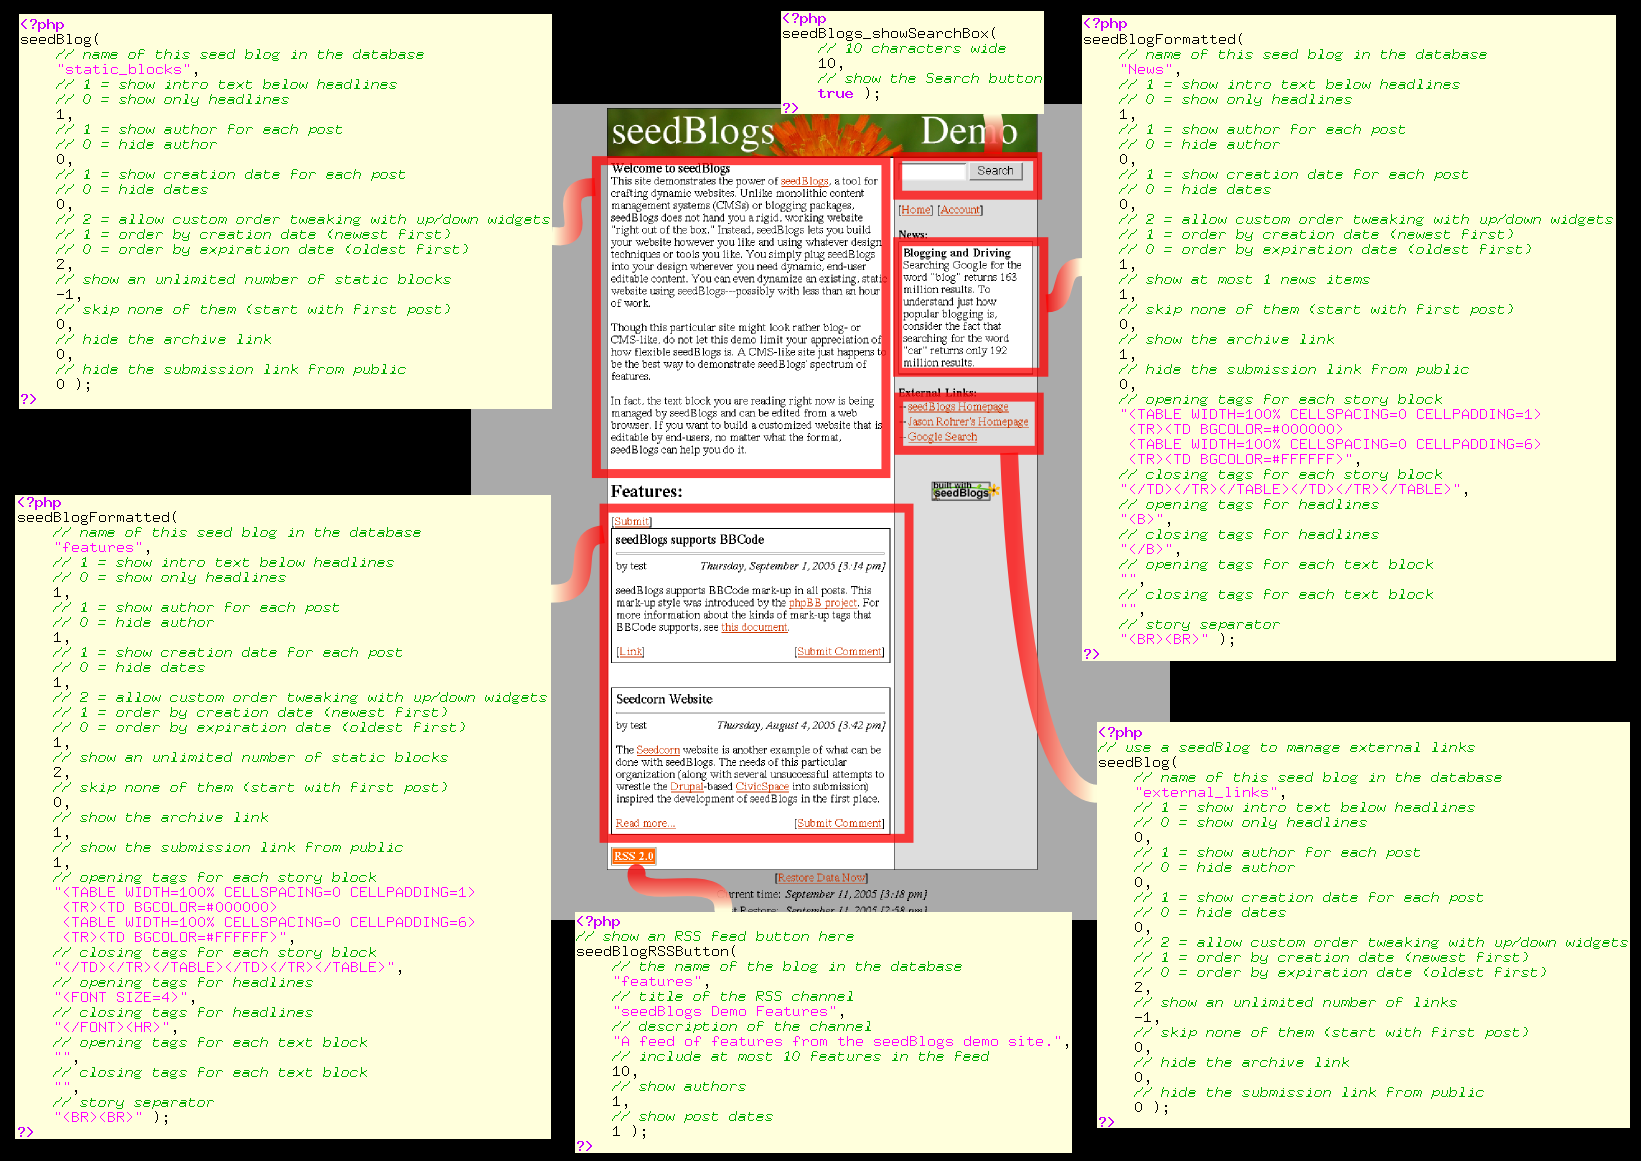 <?php
seedBlog(
// name of this seed blog in the database
"static_blocks",
// 1 = show intro text below headlines
// 0 = show only headlines
1,
// 1 = show author for each post
// 0 = hide author
0,
// 1 = show creation date for each post
// 0 = hide dates
0,
// 2 = allow custom order tweaking with up/down widgets
// 1 = order by creation date (newest first)
// 0 = order by expiration date (oldest first)
2,
// show an unlimited number of static blocks
-1,
// skip none of them (start with first post)
0,
// hide the archive link
0,
// hide the submission link from public
0 );
?>
<?php
seedBlogs_showSearchBox(
// 10 characters wide
10,
// show the Search button
true );
?>
<?php
seedBlogFormatted(
// name of this seed blog in the database
"News",
// 1 = show intro text below headlines
// 0 = show only headlines
1,
// 1 = show author for each post
// 0 = hide author
0,
// 1 = show creation date for each post
// 0 = hide dates
0,
// 2 = allow custom order tweaking with up/down widgets
// 1 = order by creation date (newest first)
// 0 = order by expiration date (oldest first)
1,
// show at most 1 news items
1,
// skip none of them (start with first post)
0,
// show the archive link
1,
// hide the submission link from public
0,
// opening tags for each story block
"<TABLE WIDTH=100% CELLSPACING=0 CELLPADDING=1>
<TR><TD BGCOLOR=#000000>
<TABLE WIDTH=100% CELLSPACING=0 CELLPADDING=6>
<TR><TD BGCOLOR=#FFFFFF>",
// closing tags for each story block
"</TD></TR></TABLE></TD></TR></TABLE>",
// opening tags for headlines
"<B>",
// closing tags for headlines
"</B>",
// opening tags for each text block
"",
// closing tags for each text block
"",
// story separator
"<BR><BR>" );
?>
seedBlogs Demo
Welcome to seedBlogs
This site demonstrates the power of seedBlogs, a tool for
crafting dynamic websites. Unlike monolithic content
management systems (CMSs) or blogging packages,
seedBlogs does not hand you a rigid, working website
"right out of the box." Instead, seedBlogs lets you build
your website however you like and using whatever design
techniques or tools you like. You simply plug seedBlogs
into your design wherever you need dynamic, end-user
editable content. You can even dynamize an existing, static
website using seedBlogs---possibly with less than an hour
of work.
Though this particular site might look rather blog- or
CMS-like, do not let this demo limit your appreciation of
how flexible seedBlogs is. A CMS-like site just happens to
be the best way to demonstrate seedBlogs' spectrum of
features.
In fact, the text block you are reading right now is being
managed by seedBlogs and can be edited from a web
browser. If you want to build a customized website that is
editable by end-users, no matter what the format,
seedBlogs can help you do it.
Search
[Home] [Account]
News:
Blogging and Driving
Searching Google for the
word "blog" returns 163
million results. To
understand just how
popular blogging is,
consider the fact that
searching for the word
"car" returns only 192
million results.
External Links:
--seedBlogs Homepage
--Jason Rohrer's Homepage
--Google Search
built with
seedBlogs
Features:
[Submit]
seedBlogs supports BBCode
by test Thursday, September 1, 2005 [3:14 pm]
seedBlogs supports BBCode mark-up in all posts. This
mark-up style was introduced by the phpBB project. For
more information about the kinds of mark-up tags that
BBCode supports, see this document.
[Link] [Submit Comment]
Seedcorn Website
by test Thursday, August 4, 2005 [3:42 pm]
The Seedcorn website is another example of what can be
done with seedBlogs. The needs of this particular
organization (along with several unsuccessful attempts to
wrestle the Drupal-based CivicSpace into submission)
inspired the development of seedBlogs in the first place.
Read more... [Submit Comment]
RSS 2.0
[Restore Data Now]
urrent time: September 11, 2005 [3:18 pm]
t Restore: September 11, 2005 [2:58 pm]
<?php
seedBlogFormatted(
// name of this seed blog in the database
"features",
// 1 = show intro text below headlines
// 0 = show only headlines
1,
// 1 = show author for each post
// 0 = hide author
1,
// 1 = show creation date for each post
// 0 = hide dates
1,
// 2 = allow custom order tweaking with up/down widgets
// 1 = order by creation date (newest first)
// 0 = order by expiration date (oldest first)
1,
// show an unlimited number of static blocks
2,
// skip none of them (start with first post)
0,
// show the archive link
1,
// show the submission link from public
1,
// opening tags for each story block
"<TABLE WIDTH=100% CELLSPACING=0 CELLPADDING=1>
<TR><TD BGCOLOR=#000000>
<TABLE WIDTH=100% CELLSPACING=0 CELLPADDING=6>
<TR><TD BGCOLOR=#FFFFFF>",
// closing tags for each story block
"</TD></TR></TABLE></TD></TR></TABLE>",
// opening tags for headlines
"<FONT SIZE=4>",
// closing tags for headlines
"</FONT><HR>",
// opening tags for each text block
"",
// closing tags for each text block
"",
// story separator
"<BR><BR>" );
?>
<?php
// show an RSS feed button here
seedBlogRSSButton(
// the name of the blog in the database
"features",
// title of the RSS channel
"seedBlogs Demo Features",
// description of the channel
"A feed of features from the seedBlogs demo site.",
// include at most 10 features in the feed
10,
// show authors
1,
// show post dates
1 );
?>
<?php
// use a seedBlog to manage external links
seedBlog(
// name of this seed blog in the database
"external_links",
// 1 = show intro text below headlines
// 0 = show only headlines
0,
// 1 = show author for each post
// 0 = hide author
0,
// 1 = show creation date for each post
// 0 = hide dates
0,
// 2 = allow custom order tweaking with up/down widgets
// 1 = order by creation date (newest first)
// 0 = order by expiration date (oldest first)
2,
// show an unlimited number of links
-1,
// skip none of them (start with first post)
0,
// hide the archive link
0,
// hide the submission link from public
0 );
?>